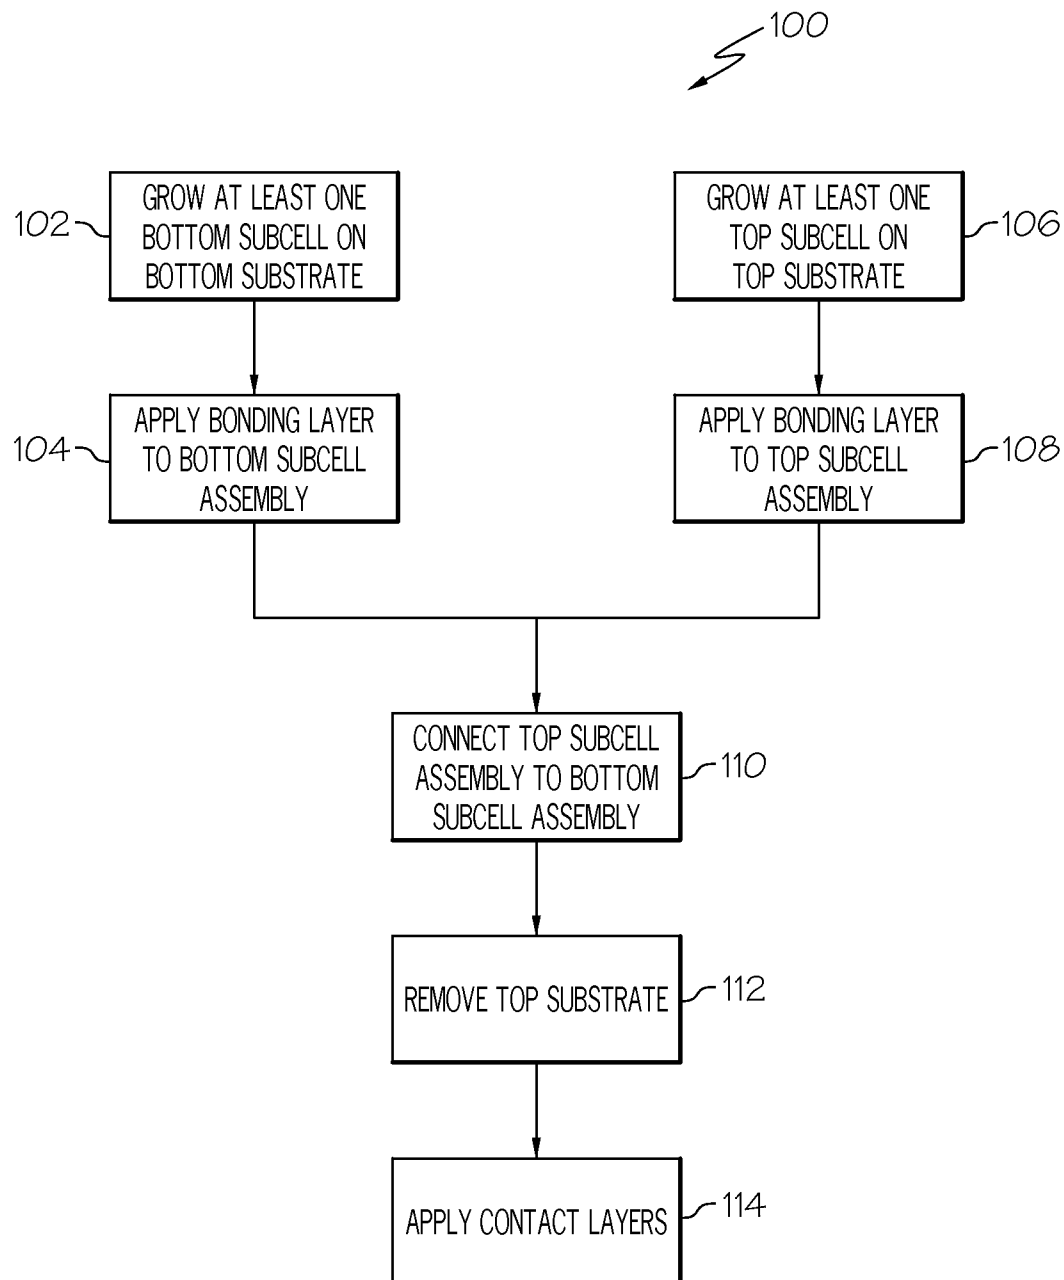 100
102
GROW AT LEAST ONE
BOTTOM SUBCELL ON
BOTTOM SUBSTRATE
GROW AT LEAST ONE
TOP SUBCELL ON
TOP SUBSTRATE
106
104
APPLY BONDING LAYER
TO BOTTOM SUBCELL
ASSEMBLY
APPLY BONDING LAYER
TO TOP SUBCELL
ASSEMBLY
108
CONNECT TOP SUBCELL
ASSEMBLY TO BOTTOM
SUBCELL ASSEMBLY
110
REMOVE TOP SUBSTRATE
112
APPLY CONTACT LAYERS
114